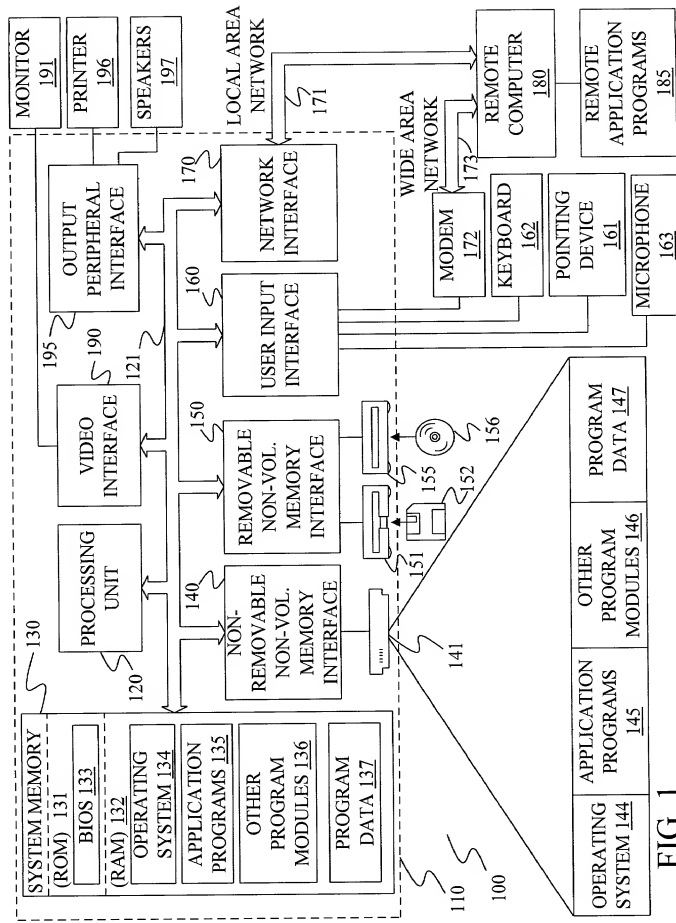 SYSTEM MEMORY
(ROM) 131
BIOS 133
(RAM) 132
OPERATING
SYSTEM 134
APPLICATION
PROGRAMS 135
OTHER
PROGRAM
MODULES 136
PROGRAM
DATA 137
130
PROCESSING
UNIT
120
VIDEO
INTERFACE
190
121
OUTPUT
PERIPHERAL
INTERFACE
195
MONITOR
191
PRINTER
196
SPEAKERS
197
140
NON-
REMOVABLE
NON-VOL.
MEMORY
INTERFACE
150
REMOVABLE
NON-VOL.
MEMORY
INTERFACE
160
USER INPUT
INTERFACE
170
NETWORK
INTERFACE
LOCAL AREA
NETWORK
171
110
100
141
151
152
155
156
WIDE AREA
NETWORK
173
MODEM
172
KEYBOARD
162
POINTING
DEVICE
161
MICROPHONE
163
REMOTE
COMPUTER
180
REMOTE
APPLICATION
PROGRAMS
185
OPERATING
SYSTEM 144
APPLICATION
PROGRAMS
145
OTHER
PROGRAM
MODULES 146
PROGRAM
DATA 147
FIG. 1